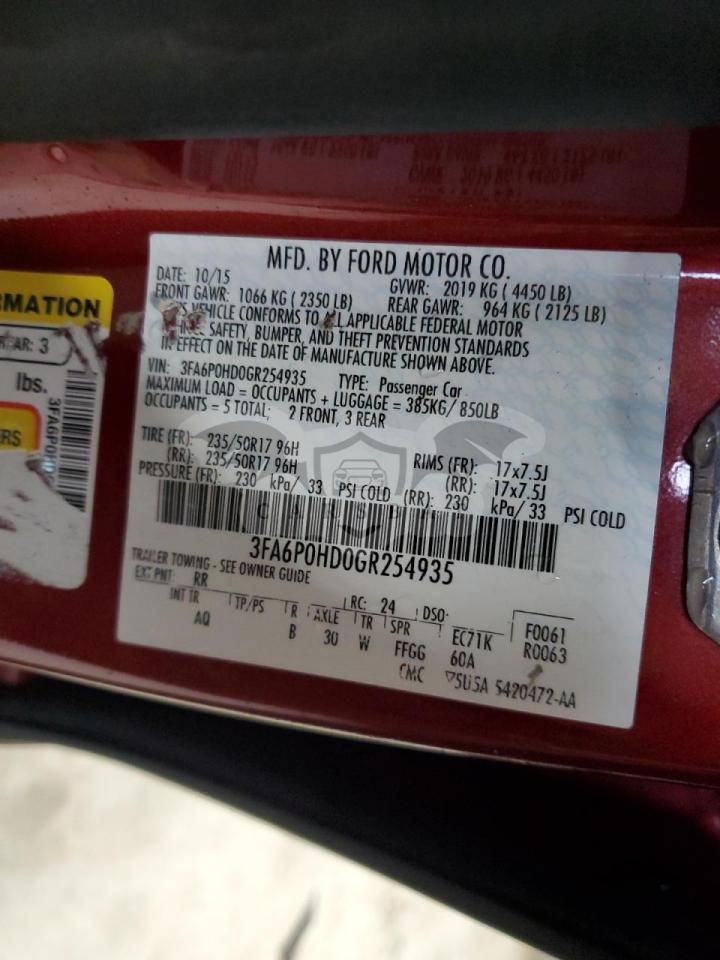 MFD. BY FORD MOTOR CO.
DATE: 10/15 GVWR: 2019 KG ( 4450 LB)
FRONT GAWR: 1066 KG ( 2350 LB) REAR GAWR: 964 KG ( 2125 LB)
VEHICLE CONFORMS TO ALL APPLICABLE FEDERAL MOTOR
SAFETY, BUMPER, AND THEFT PREVENTION STANDARDS
IN EFFECT ON THE DATE OF MANUFACTURE SHOWN ABOVE.
VIN: 3FA6P0HD0GR254935 TYPE: Passenger Car
MAXIMUM LOAD = OCCUPANTS + LUGGAGE = 385KG/ 850LB
OCCUPANTS = 5 TOTAL; 2 FRONT, 3 REAR
TIRE (FR): 235/50R17 96H RIMS (FR): 17x7.5J
(RR): 235/50R17 96H (RR): 17x7.5J
PRESSURE (FR): 230 kPa/ 33 PSI COLD (RR): 230 kPa/ 33 PSI COLD
3FA6P0HD0GR254935
TRAILER TOWING - SEE OWNER GUIDE
EXT PNT: RR RC: 24 DSO: F0061
INT TR TP/PS R AXLE TR SPR EC71K R0063
AQ B 30 W FFGG 60A
CMC ▽SU5A 5420472-AA
RMATION
AR: 3
lbs.
ERS